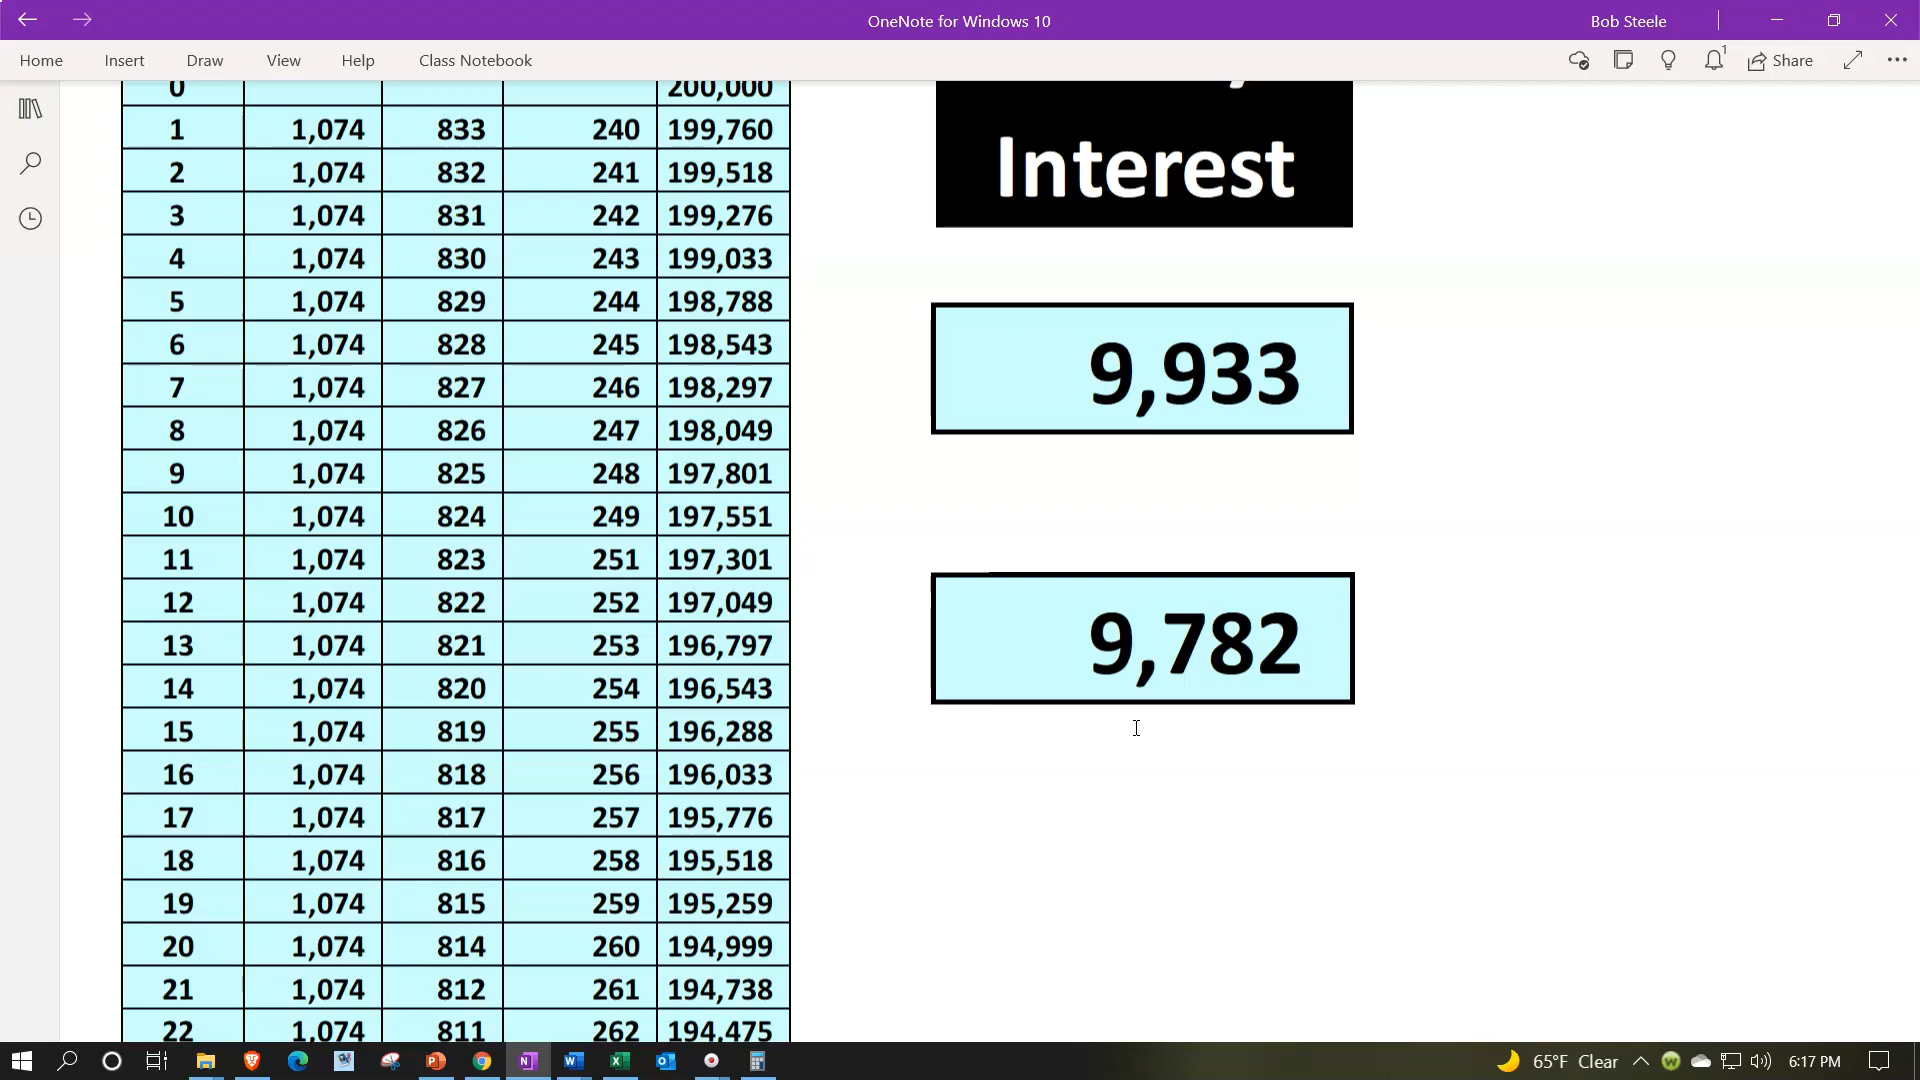 OneNote for Windows 10
Bob Steele
Home Insert Draw View Help Class Notebook
1
Share
0 200,000
1 1,074 833 240 199,760
2 1,074 832 241 199,518
3 1,074 831 242 199,276
4 1,074 830 243 199,033
5 1,074 829 244 198,788
6 1,074 828 245 198,543
7 1,074 827 246 198,297
8 1,074 826 247 198,049
9 1,074 825 248 197,801
10 1,074 824 249 197,551
11 1,074 823 251 197,301
12 1,074 822 252 197,049
13 1,074 821 253 196,797
14 1,074 820 254 196,543
15 1,074 819 255 196,288
16 1,074 818 256 196,033
17 1,074 817 257 195,776
18 1,074 816 258 195,518
19 1,074 815 259 195,259
20 1,074 814 260 194,999
21 1,074 812 261 194,738
22 1,074 811 262 194,475
Interest
9,933
9,782
65°F Clear
6:17 PM